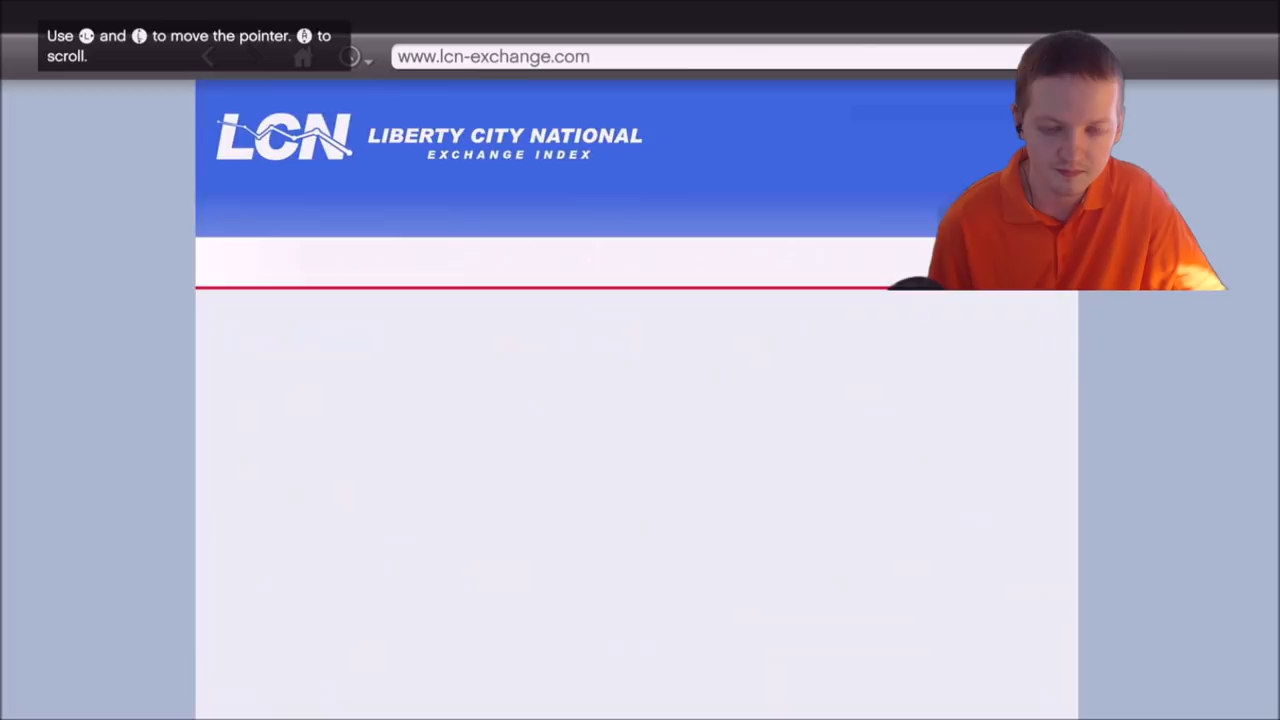 Use L and L to move the pointer. R to
scroll.
www.lcn-exchange.com
LCN
LIBERTY CITY NATIONAL
EXCHANGE INDEX